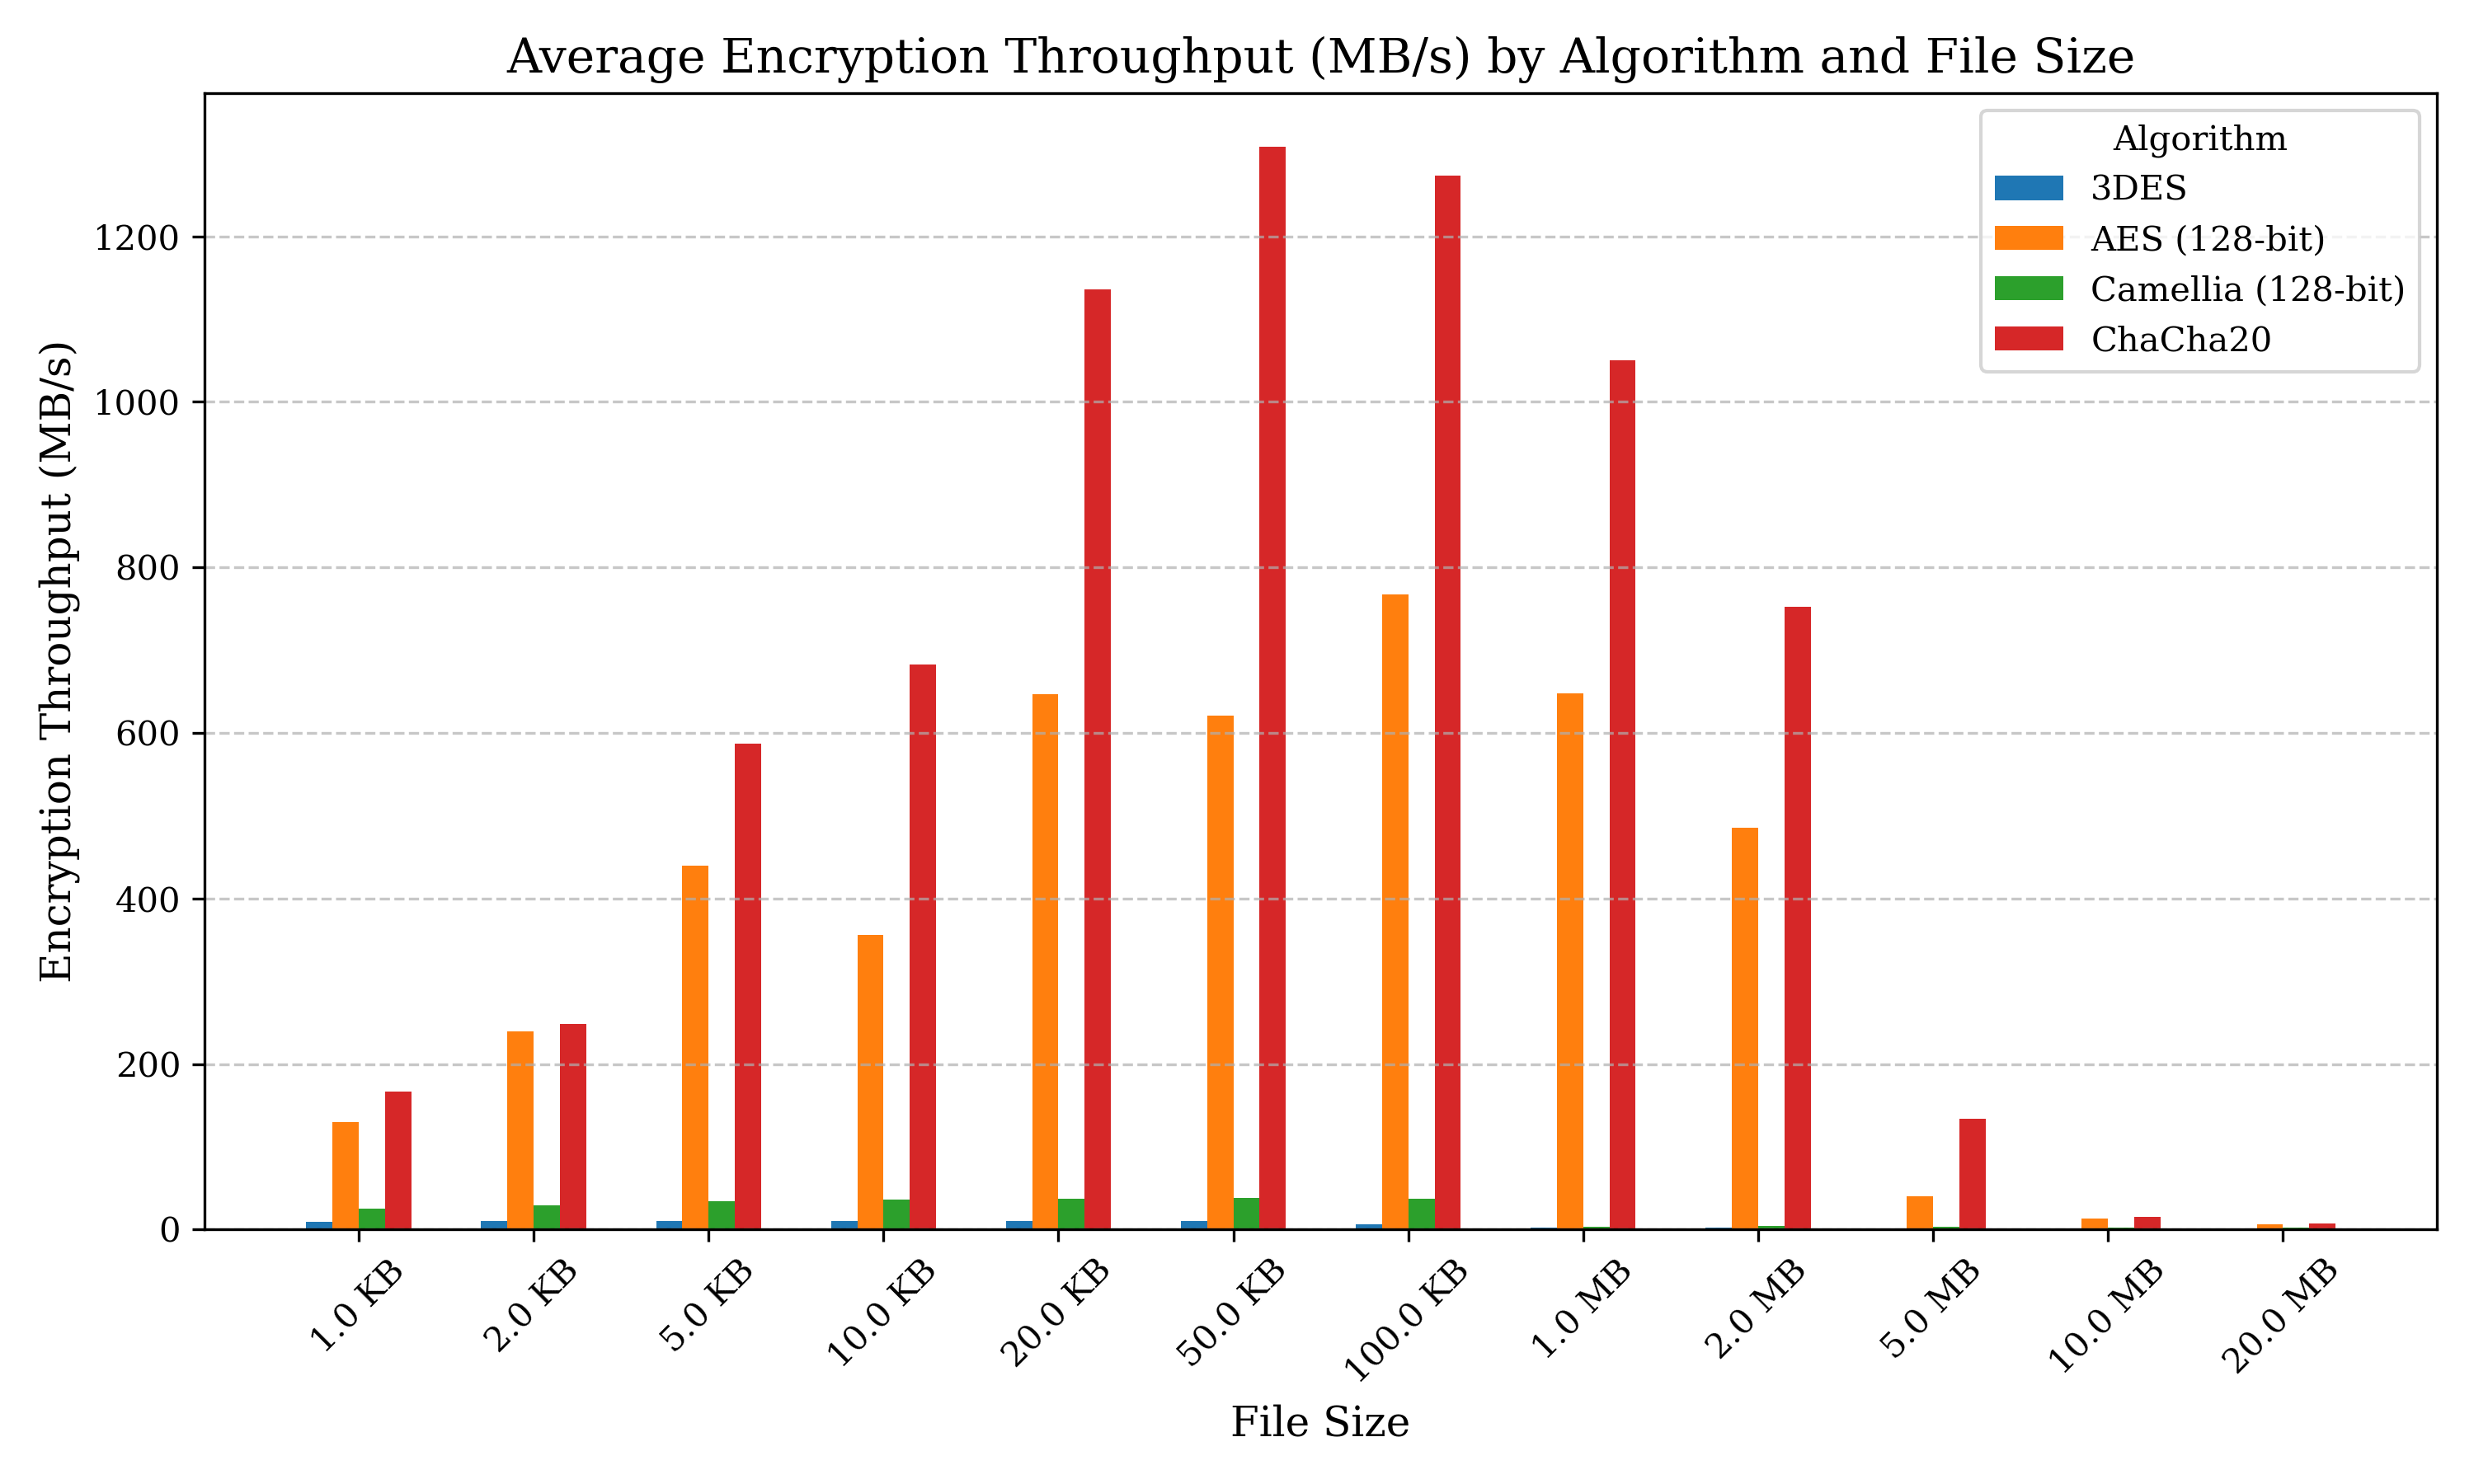 Average Encryption Throughput (MB/s) by Algorithm and File Size
Algorithm
3DES
AES (128-bit)
Camellia (128-bit)
ChaCha20
Encryption Throughput (MB/s)
1200
1000
800
600
400
200
0
1.0 KB
2.0 KB
5.0 KB
10.0 KB
20.0 KB
50.0 KB
100.0 KB
1.0 MB
2.0 MB
5.0 MB
10.0 MB
20.0 MB
File Size